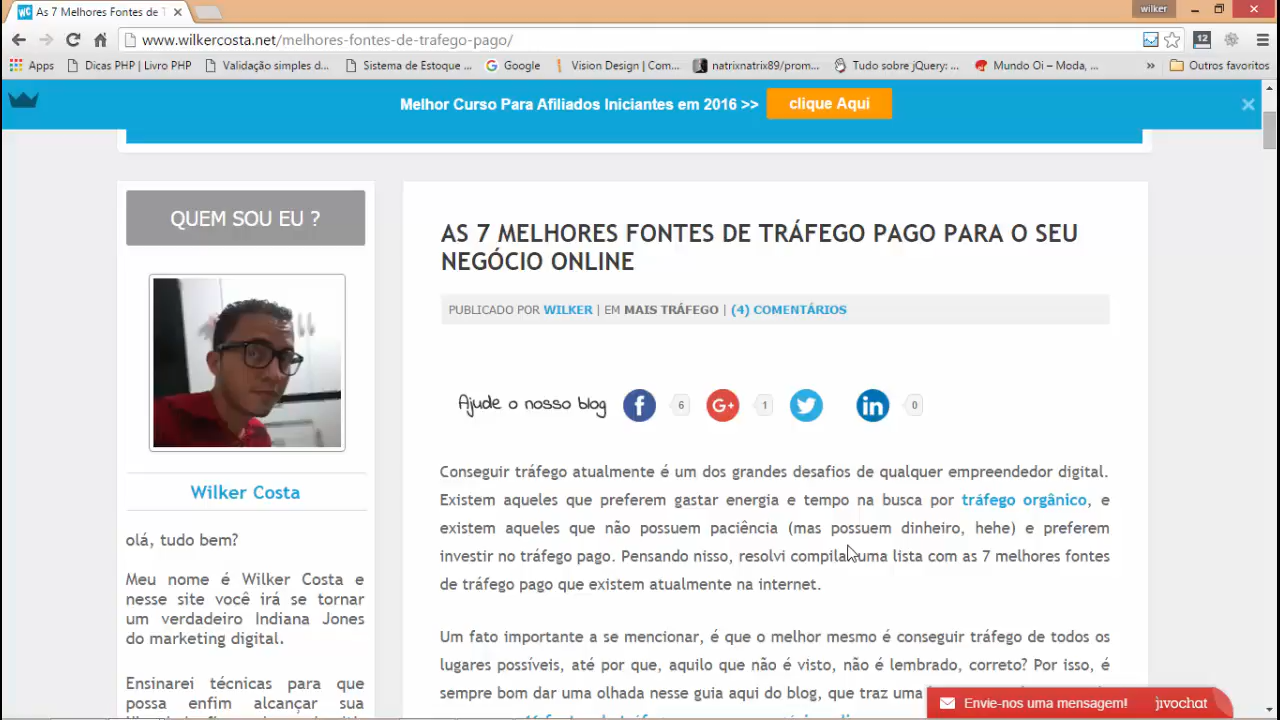 As 7 Melhores Fontes de T
wilker
www.wilkercosta.net/melhores-fontes-de-trafego-pago/
12
Apps
Dicas PHP | Livro PHP
Validação simples d...
Sistema de Estoque ...
Google
Vision Design | Com...
natrixnatrix89/prom...
Tudo sobre jQuery: ...
Mundo Oi – Moda, ...
»
Outros favoritos
Melhor Curso Para Afiliados Iniciantes em 2016 >>
clique Aqui
QUEM SOU EU ?
Wilker Costa
olá, tudo bem?
Meu nome é Wilker Costa e
nesse site você irá se tornar
um verdadeiro Indiana Jones
do marketing digital.
Ensinarei técnicas para que
possa enfim alcançar sua
AS 7 MELHORES FONTES DE TRÁFEGO PAGO PARA O SEU
NEGÓCIO ONLINE
PUBLICADO POR WILKER | EM MAIS TRÁFEGO | (4) COMENTÁRIOS
Ajude o nosso blog
6
1
0
Conseguir tráfego atualmente é um dos grandes desafios de qualquer empreendedor digital.
Existem aqueles que preferem gastar energia e tempo na busca por tráfego orgânico, e
existem aqueles que não possuem paciência (mas possuem dinheiro, hehe) e preferem
investir no tráfego pago. Pensando nisso, resolvi compilar uma lista com as 7 melhores fontes
de tráfego pago que existem atualmente na internet.
Um fato importante a se mencionar, é que o melhor mesmo é conseguir tráfego de todos os
lugares possíveis, até por que, aquilo que não é visto, não é lembrado, correto? Por isso, é
sempre bom dar uma olhada nesse guia aqui do blog, que traz uma
Envie-nos uma mensagem!
jivochat